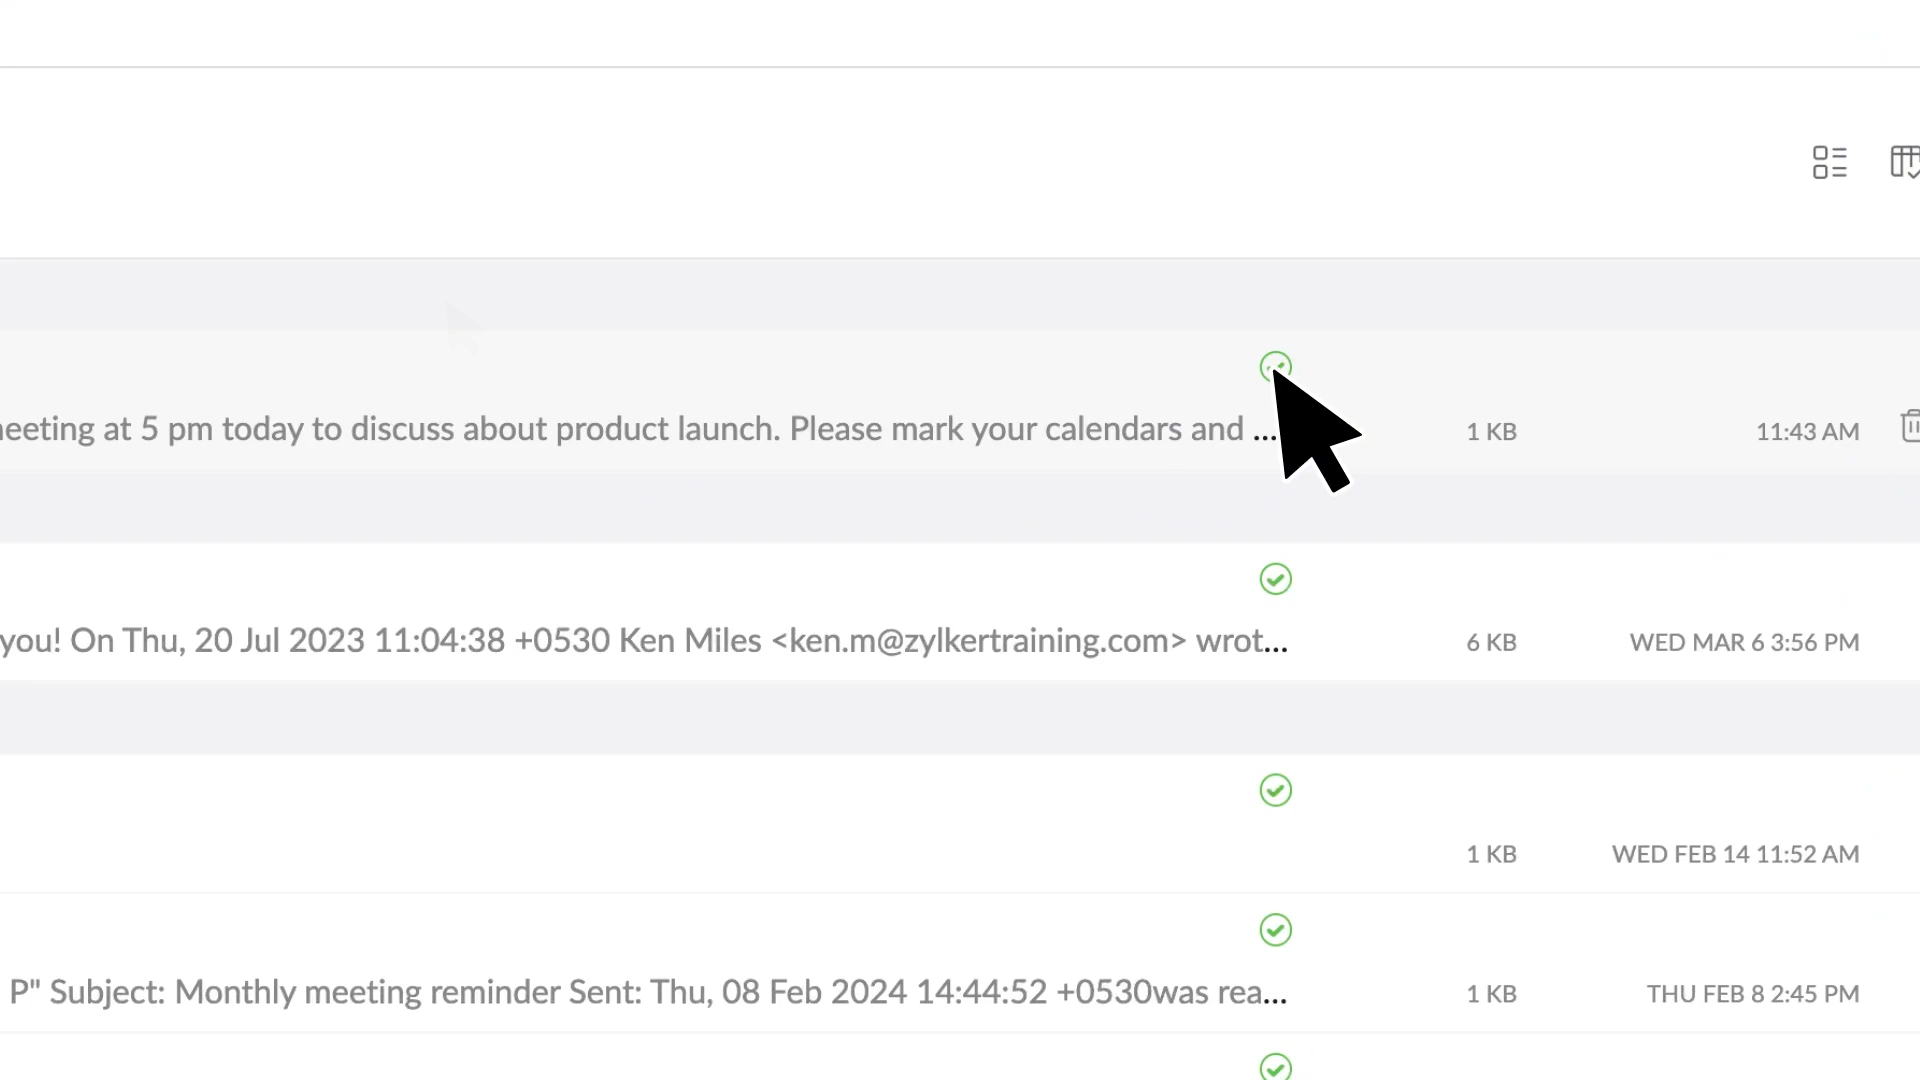 eeting at 5 pm today to discuss about product launch. Please mark your calendars and ...
1 KB
11:43 AM
you! On Thu, 20 Jul 2023 11:04:38 +0530 Ken Miles <ken.m@zylkertraining.com> wrot...
6 KB
WED MAR 6 3:56 PM
1 KB
WED FEB 14 11:52 AM
P" Subject: Monthly meeting reminder Sent: Thu, 08 Feb 2024 14:44:52 +0530was rea...
1 KB
THU FEB 8 2:45 PM